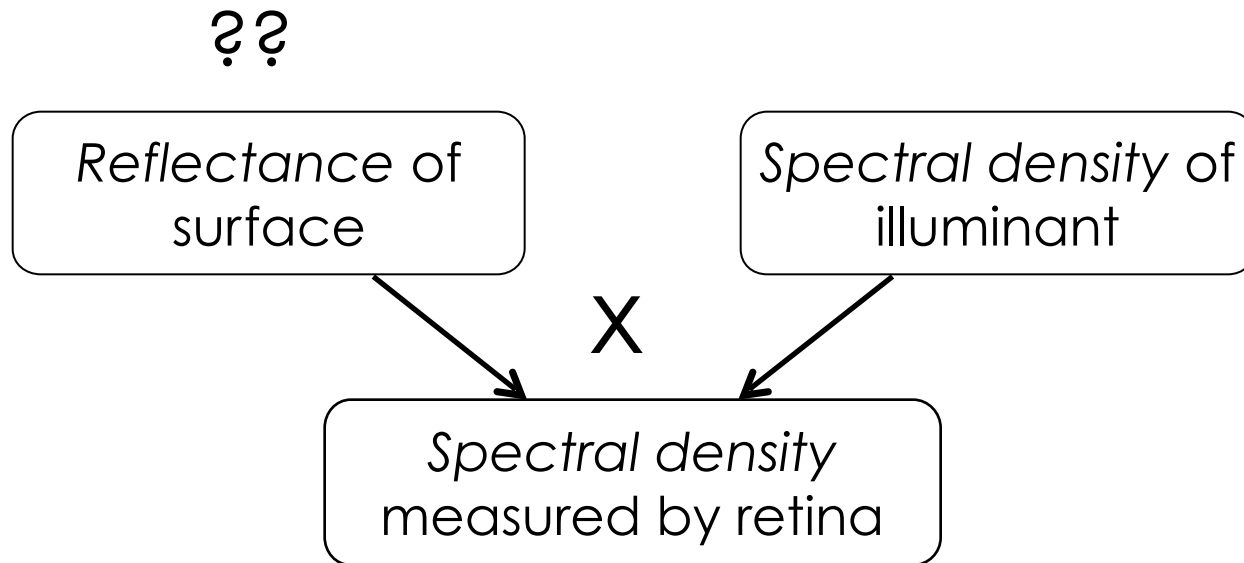 ??
Reflectance of
surface
Spectral density of
illuminant
X
Spectral density
measured by retina